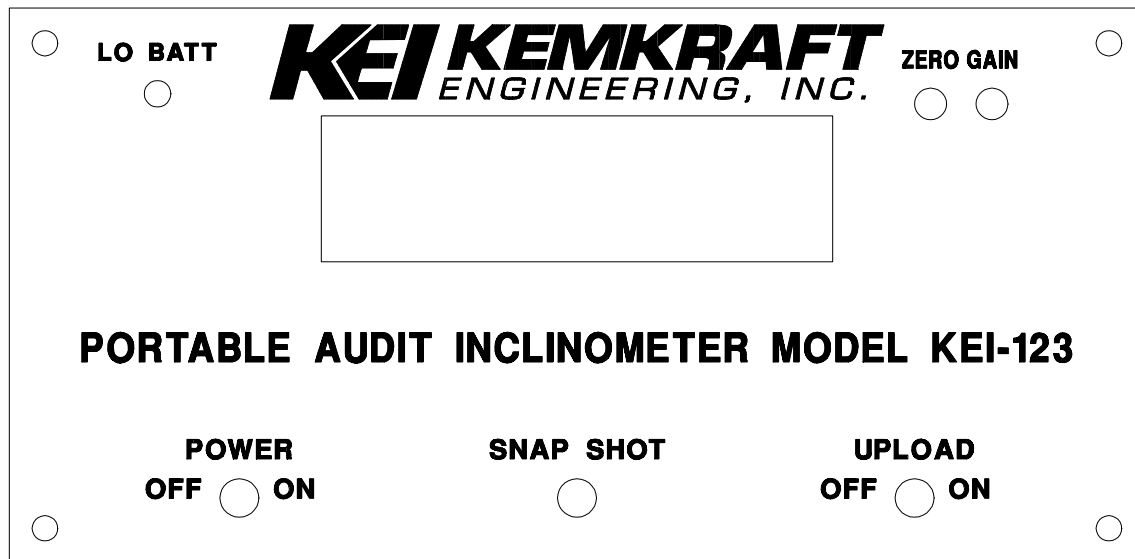 LO BATT
KEI KEMKRAFT
ENGINEERING, INC.
ZERO GAIN
PORTABLE AUDIT INCLINOMETER MODEL KEI-123
POWER
OFF ON
SNAP SHOT
UPLOAD
OFF ON